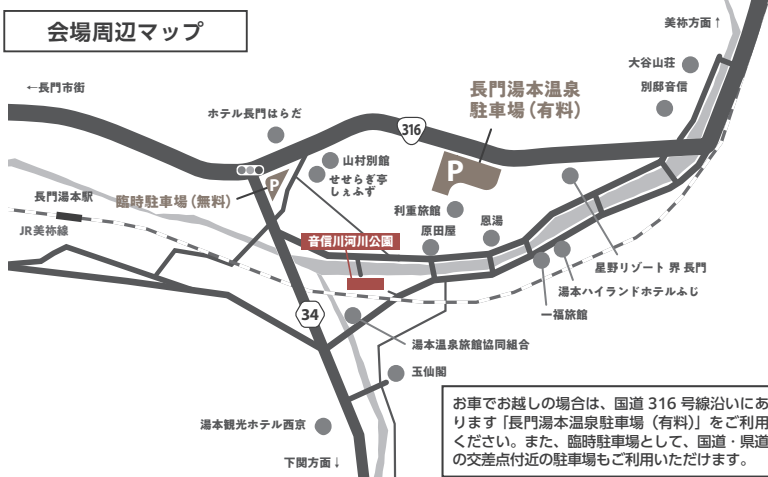 会場周辺マップ
美祢方面↑
大谷山荘
別邸音信
←長門市街
長門湯本温泉
駐車場(有料)
ホテル長門はらだ
316
山村別館
せせらぎ亭
しぇふず
P
P
臨時駐車場(無料)
長門湯本駅
JR美祢線
利重旅館
原田屋
恩湯
音信川河川公園
星野リゾート 界 長門
湯本ハイランドホテルふじ
一福旅館
34
湯本温泉旅館協同組合
玉仙閣
湯本観光ホテル西京
下関方面↓
お車でお越しの場合は、国道 316 号線沿いにあ
ります「長門湯本温泉駐車場(有料)」をご利用
ください。また、臨時駐車場として、国道・県道
の交差点付近の駐車場もご利用いただけます。